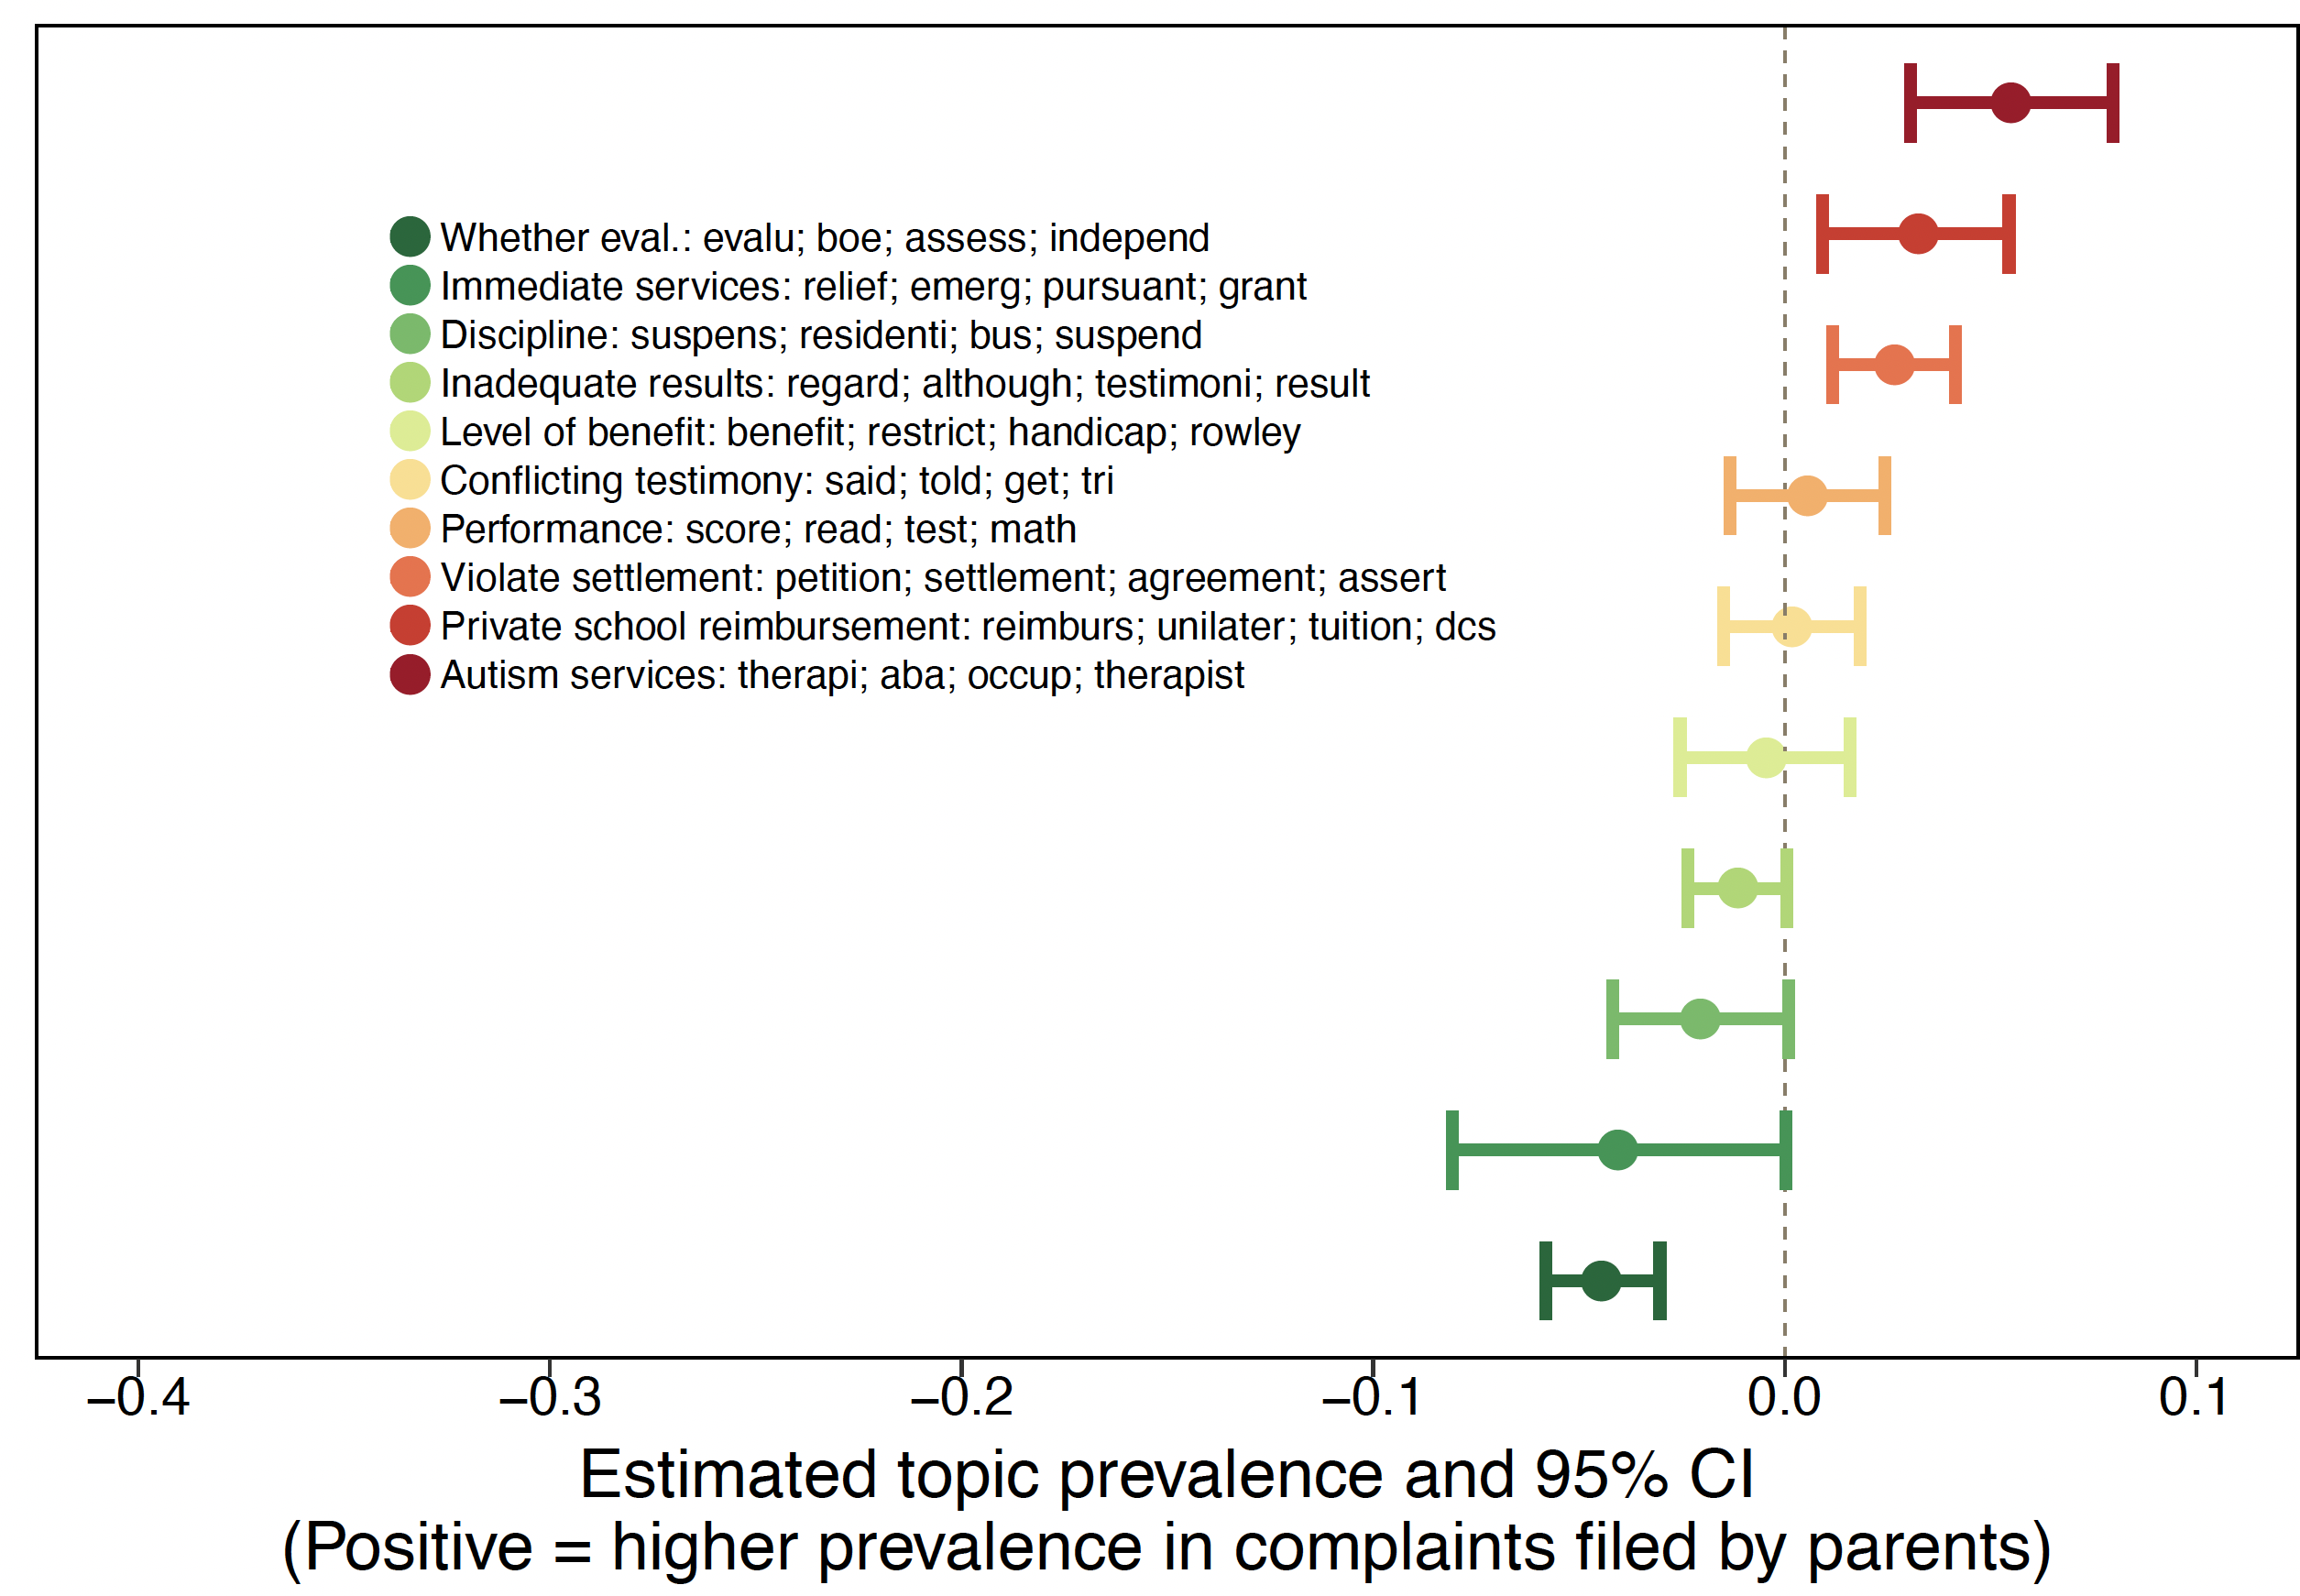 Whether eval.: evalu; boe; assess; independ
Immediate services: relief; emerg; pursuant; grant
Discipline: suspens; residenti; bus; suspend
Inadequate results: regard; although; testimoni; result
Level of benefit: benefit; restrict; handicap; rowley
Conflicting testimony: said; told; get; tri
Performance: score; read; test; math
Violate settlement: petition; settlement; agreement; assert
Private school reimbursement: reimburs; unilater; tuition; dcs
Autism services: therapi; aba; occup; therapist
−0.4 −0.3 −0.2 −0.1 0.0 0.1
Estimated topic prevalence and 95% CI
(Positive = higher prevalence in complaints filed by parents)